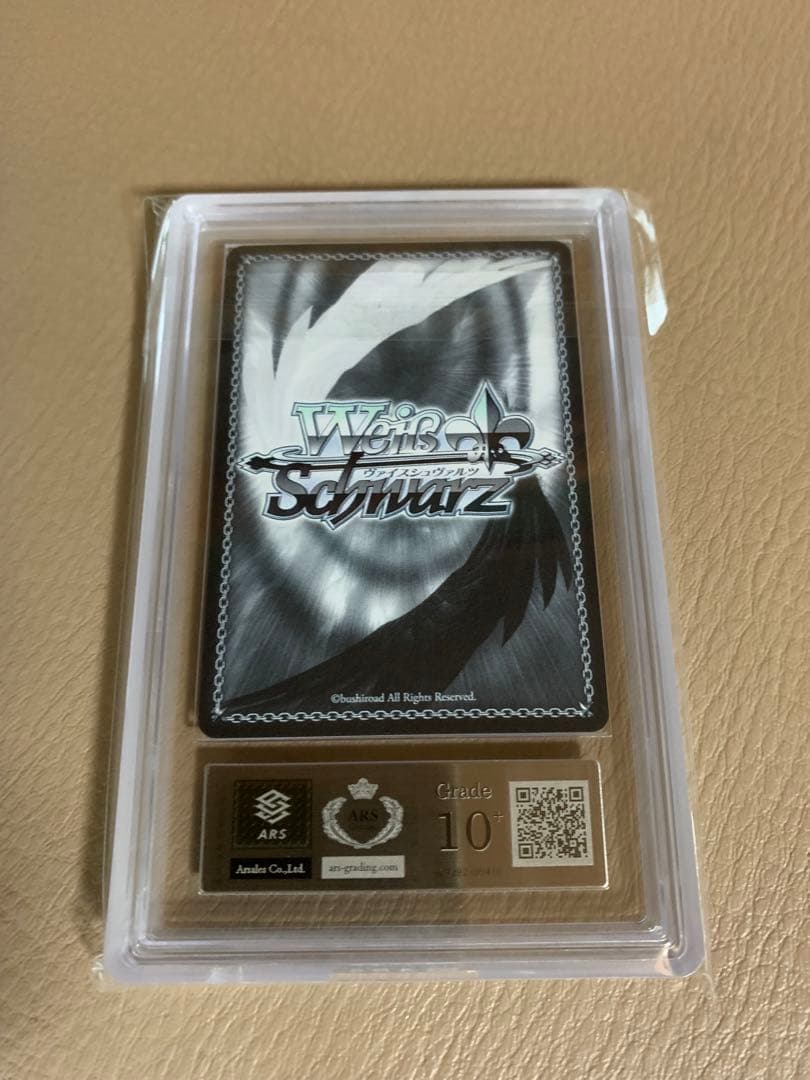 Weiß
ヴァイスシュヴァルツ
Schwarz
©bushiroad All Rights Reserved.
ARS
Arsales Co.,Ltd.
ARS
ars-grading.com
Grade
10+